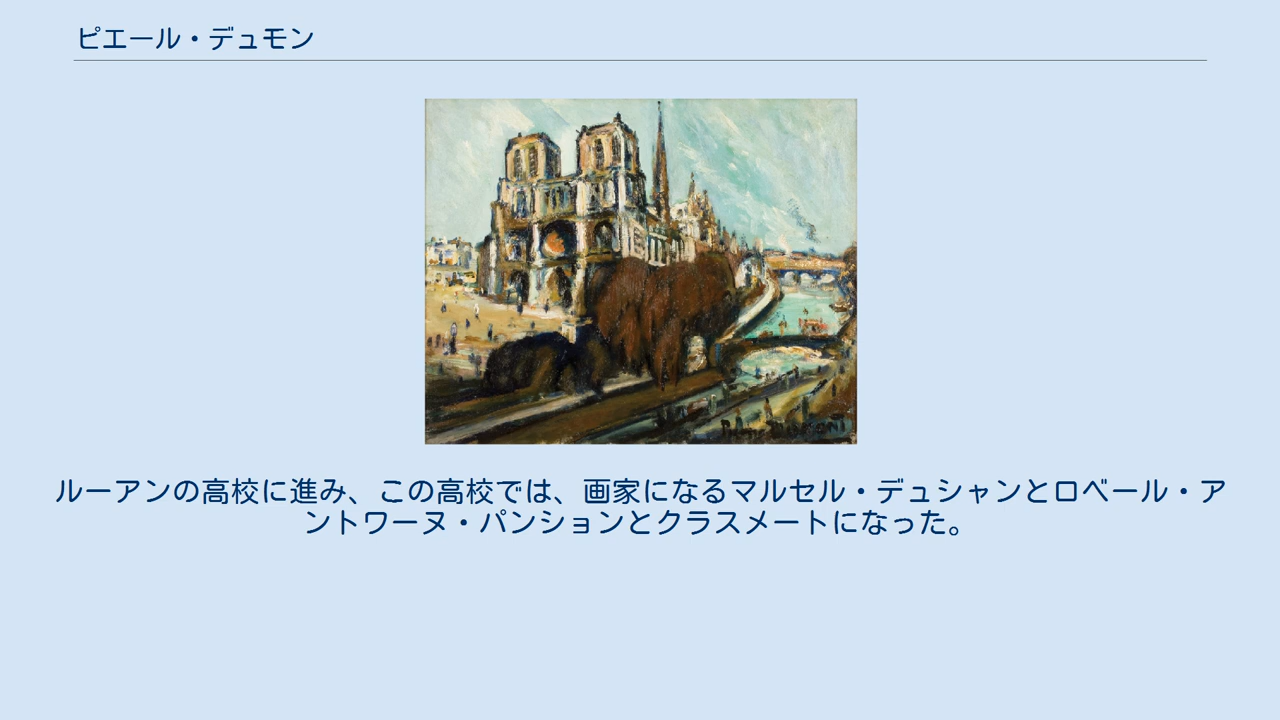 ピエール・デュモン
ルーアンの高校に進み、この高校では、画家になるマルセル・デュシャンとロベール・ア
ントワーヌ・パンションとクラスメートになった。